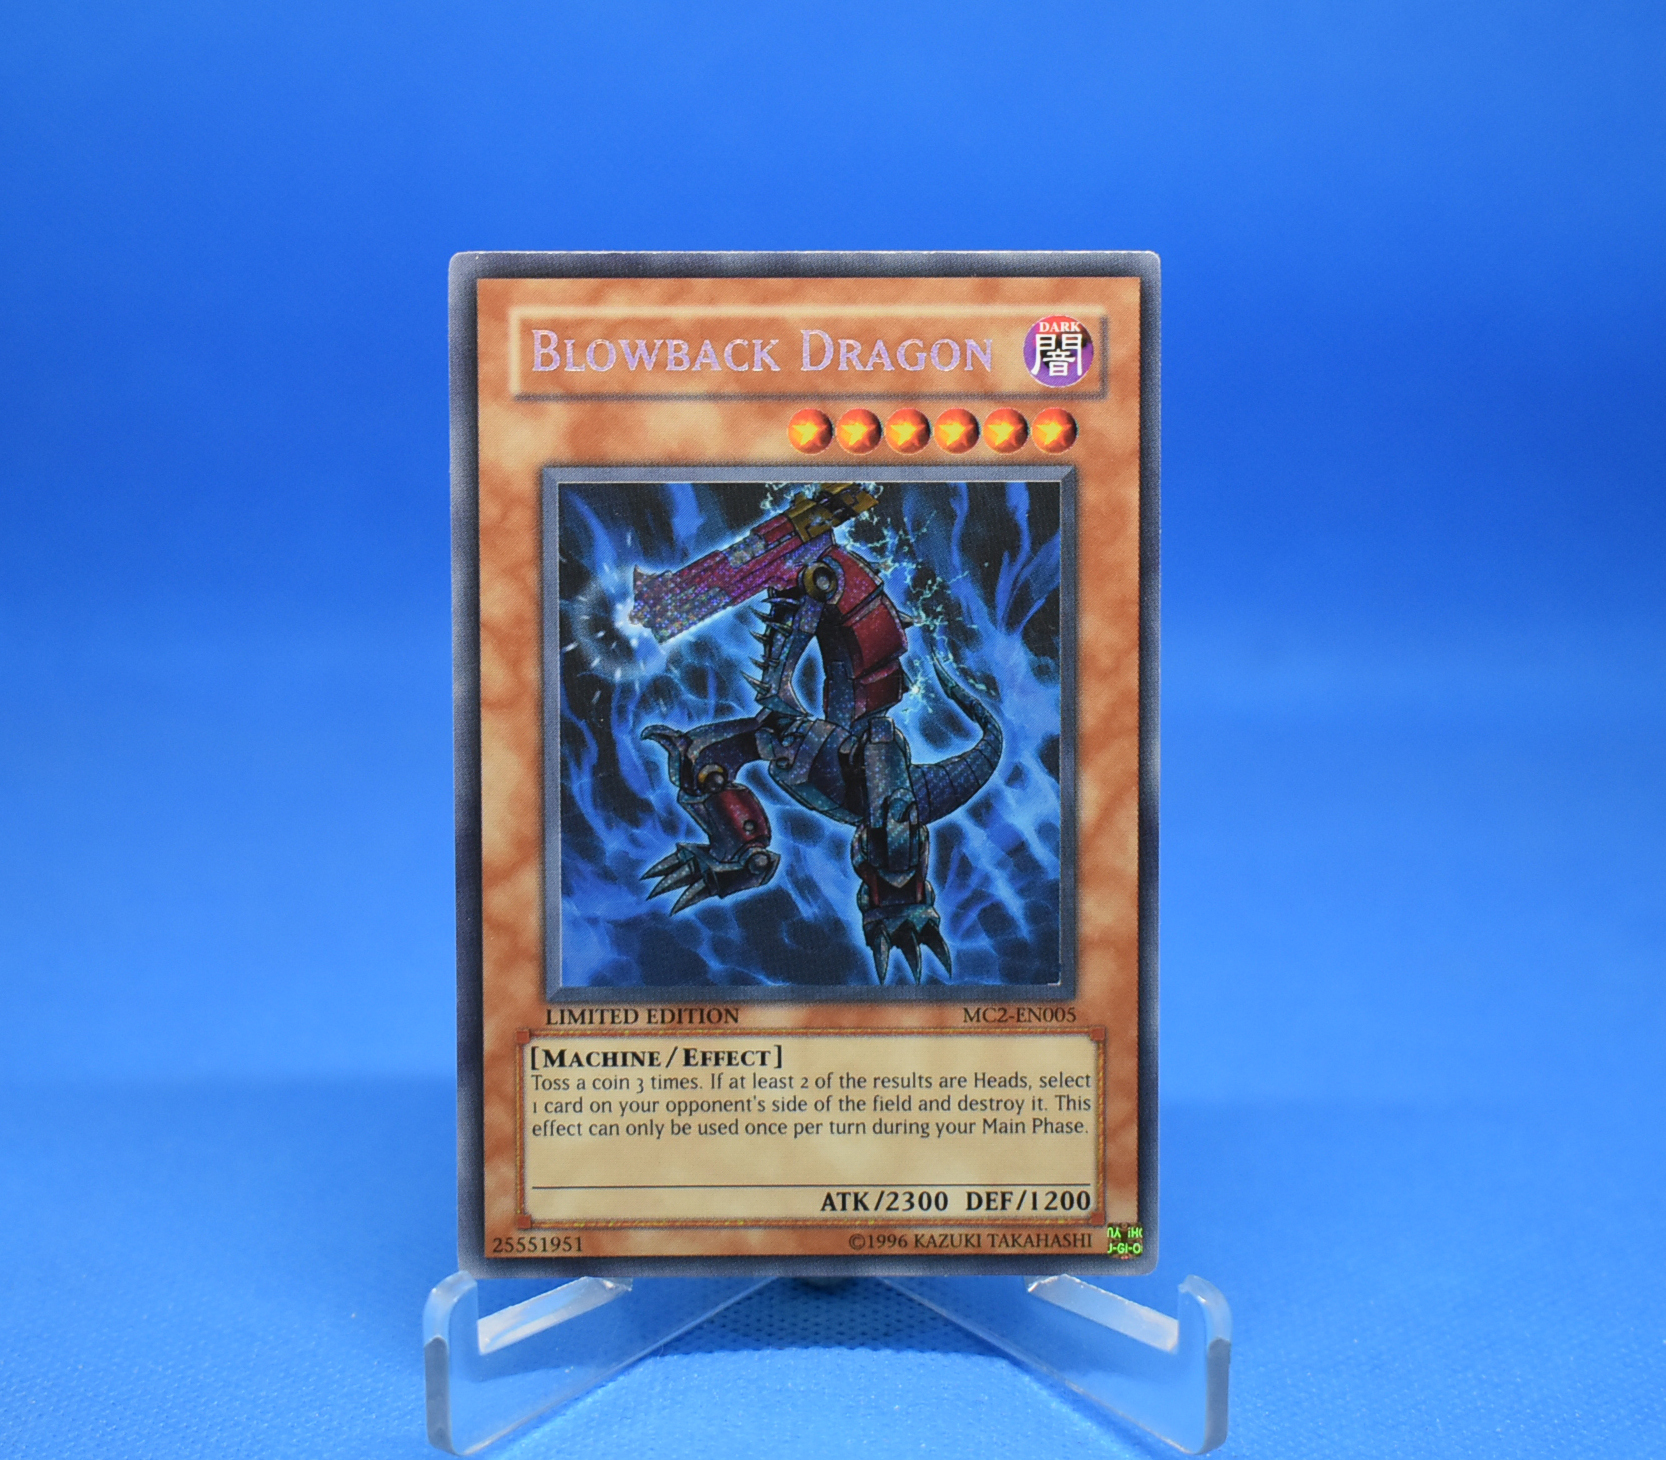 BLOWBACK DRAGON
DARK
闇
LIMITED EDITION MC2-EN005
[MACHINE/EFFECT]
Toss a coin 3 times. If at least 2 of the results are Heads, select
1 card on your opponent's side of the field and destroy it. This
effect can only be used once per turn during your Main Phase.
ATK/2300 DEF/1200
25551951 ©1996 KAZUKI TAKAHASHI